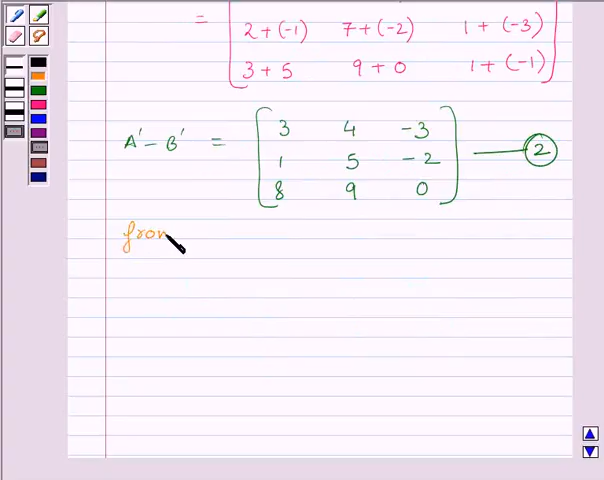 = 2 + (-1) 7 + (-2) 1 + (-3)
3 + 5 9 + 0 1 + (-1)
A' - B' = 3 4 -3
1 5 -2 2
8 9 0
from